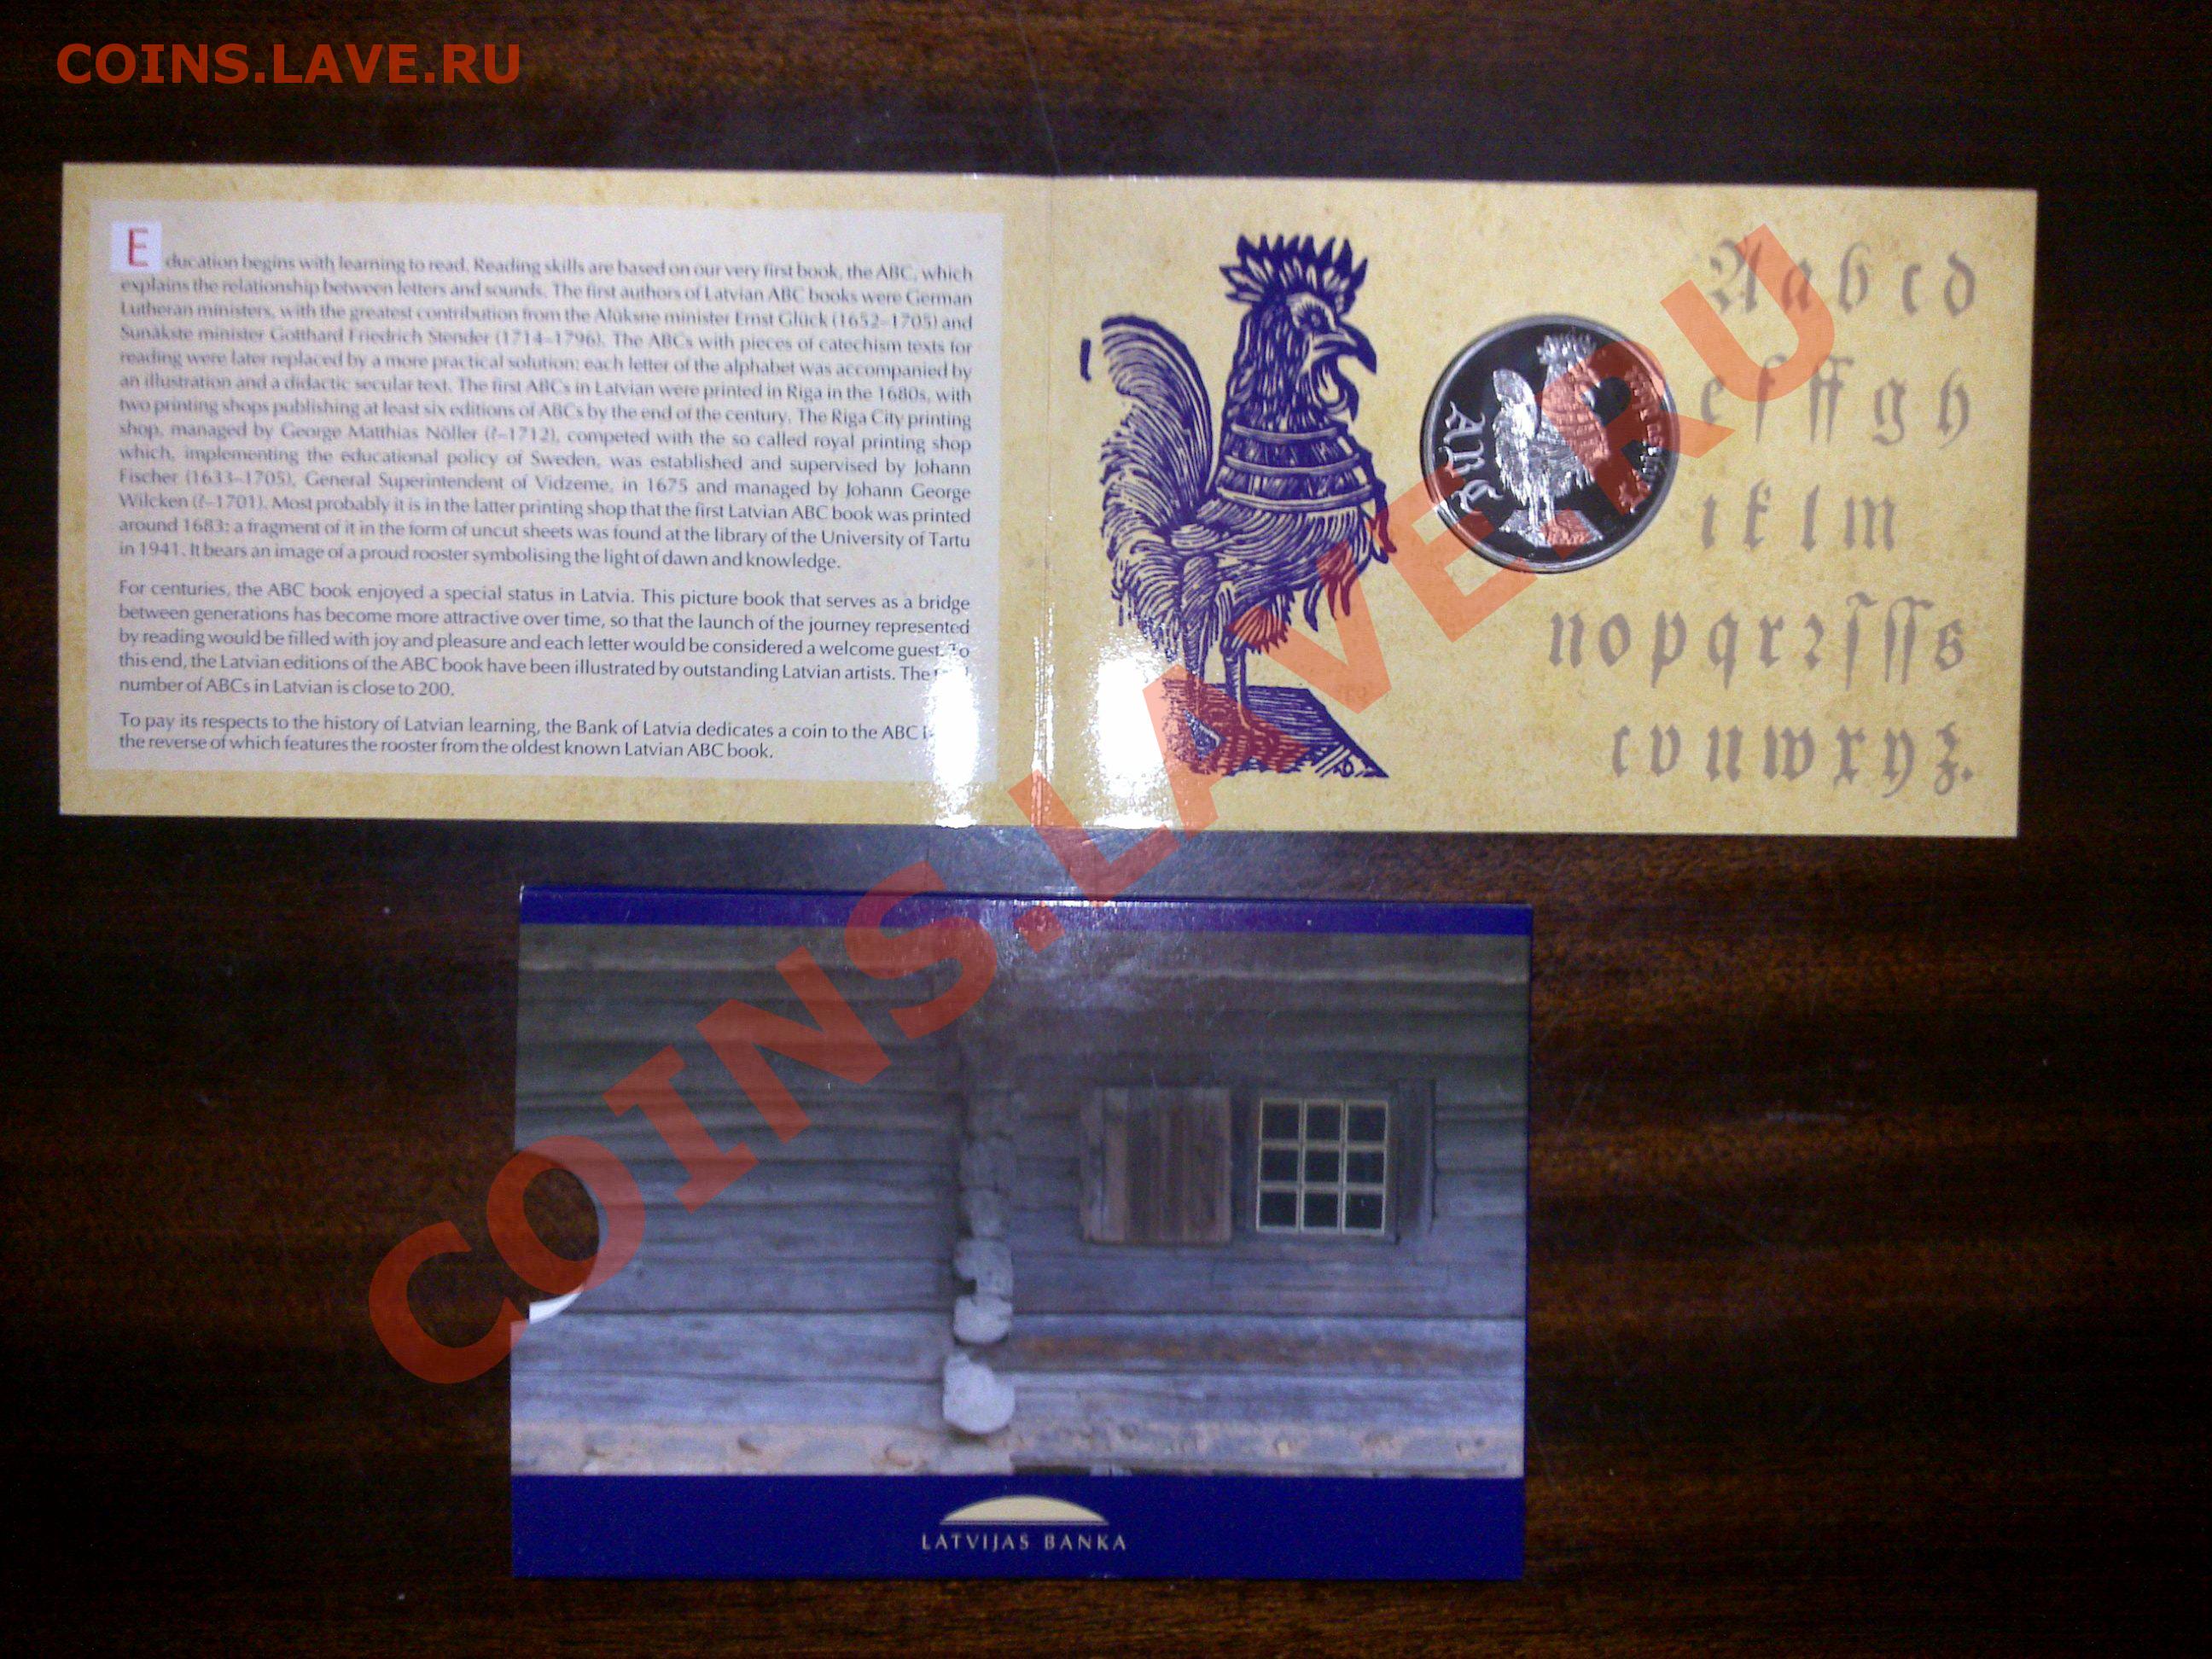 COINS.LAVE.RU
Education begins with learning to read. Reading skills are based on our very first book, the ABC, which
explains the relationship between letters and sounds. The first authors of Latvian ABC books were German
Lutheran ministers, with the greatest contribution from the Alūksne minister Ernst Glück (1652–1705) and
Sunākste minister Gotthard Friedrich Stender (1714–1796). The ABCs with pieces of catechism texts for
reading were later replaced by a more practical solution: each letter of the alphabet was accompanied by
an illustration and a didactic secular text. The first ABCs in Latvian were printed in Riga in the 1680s, with
two printing shops publishing at least six editions of ABCs by the end of the century. The Riga City printing
shop, managed by George Matthias Nöller (?–1712), competed with the so called royal printing shop
which, implementing the educational policy of Sweden, was established and supervised by Johann
Fischer (1633–1705), General Superintendent of Vidzeme, in 1675 and managed by Johann George
Wilcken (?–1701). Most probably it is in the latter printing shop that the first Latvian ABC book was printed
around 1683: a fragment of it in the form of uncut sheets was found at the library of the University of Tartu
in 1941. It bears an image of a proud rooster symbolising the light of dawn and knowledge.
For centuries, the ABC book enjoyed a special status in Latvia. This picture book that serves as a bridge
between generations has become more attractive over time, so that the launch of the journey represented
by reading would be filled with joy and pleasure and each letter would be considered a welcome guest. To
this end, the Latvian editions of the ABC book have been illustrated by outstanding Latvian artists. The
number of ABCs in Latvian is close to 200.
To pay its respects to the history of Latvian learning, the Bank of Latvia dedicates a coin to the ABC
the reverse of which features the rooster from the oldest known Latvian ABC book.
ABC
A a b c d
e f ff g h
i k l m
n o p q r ꝛ ſ ſſ s
t v u w x y z.
COINS.LAVE.RU
LATVIJAS BANKA